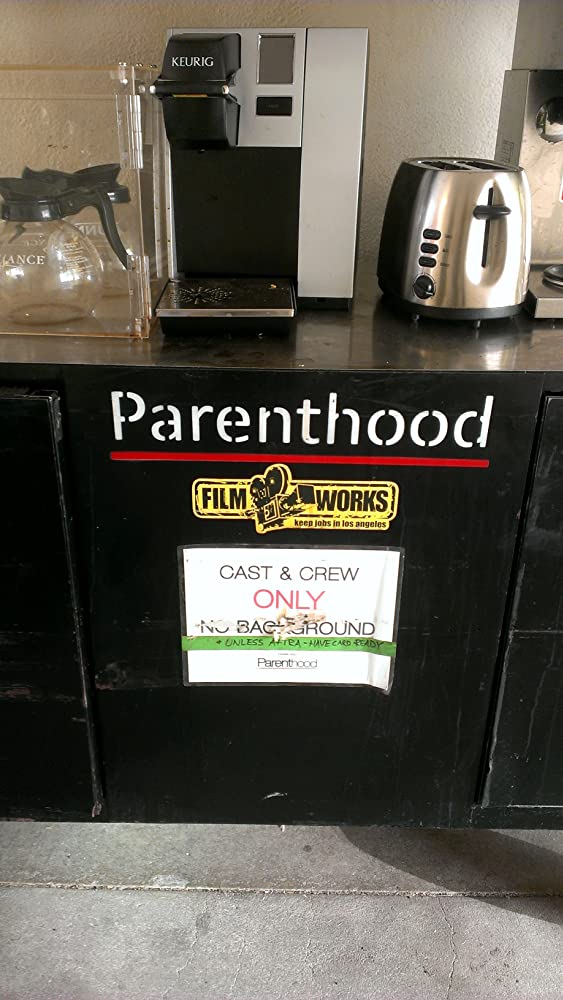 KEURIG
Parenthood
FILM WORKS
keep jobs in los angeles
CAST & CREW
ONLY
NO BACKGROUND
UNLESS AFTRA - HAVE CARD READY
Parenthood